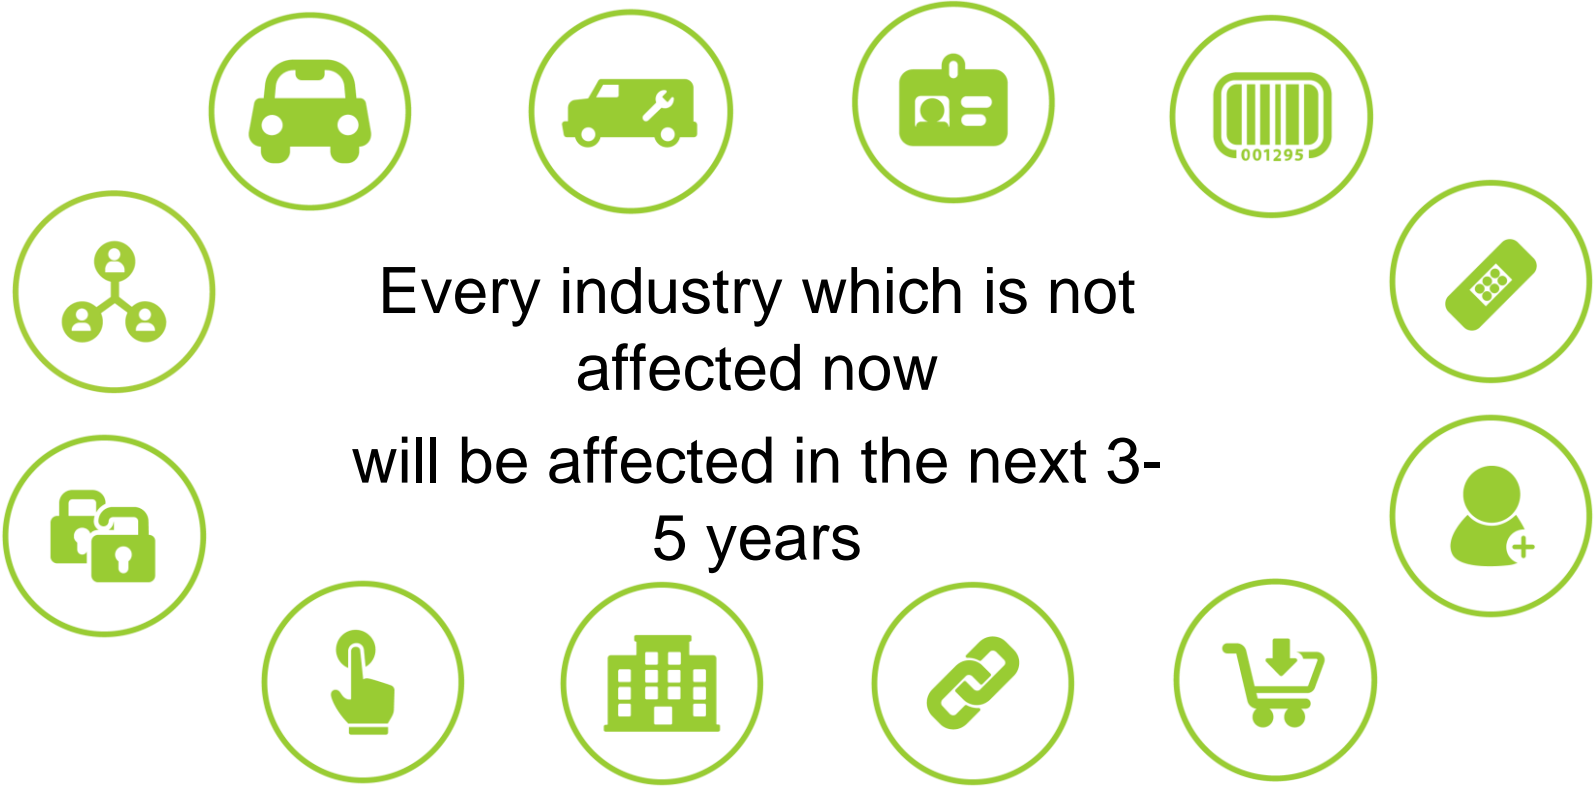 001295
Every industry which is not
affected now
will be affected in the next 3-
5 years